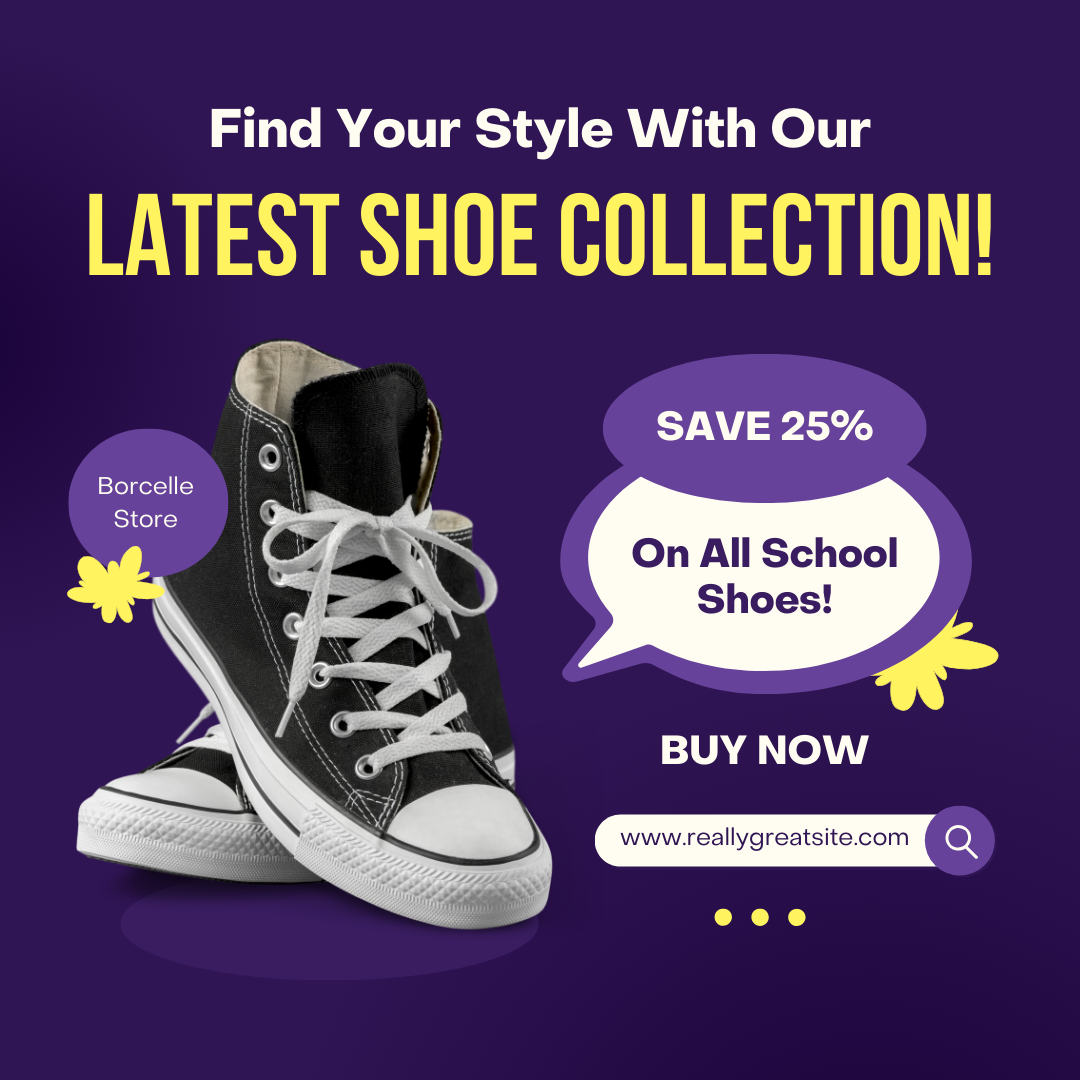 Find Your Style With Our
LATEST SHOE COLLECTION!
Borcelle
Store
SAVE 25%
On All School
Shoes!
BUY NOW
www.reallygreatsite.com